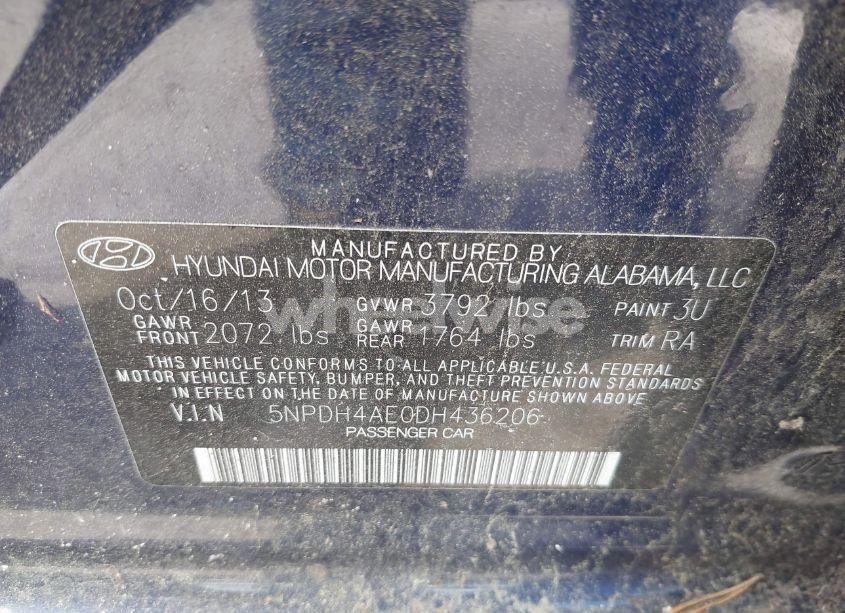 MANUFACTURED BY
HYUNDAI MOTOR MANUFACTURING ALABAMA, LLC
Oct/16/13 GVWR 3792 lbs PAINT 3U
GAWR FRONT 2072 lbs GAWR REAR 1764 lbs TRIM RA
THIS VEHICLE CONFORMS TO ALL APPLICABLE U.S.A. FEDERAL
MOTOR VEHICLE SAFETY, BUMPER, AND THEFT PREVENTION STANDARDS
IN EFFECT ON THE DATE OF MANUFACTURE SHOWN ABOVE
V.I.N 5NPDH4AE0DH436206
PASSENGER CAR
wheelwise